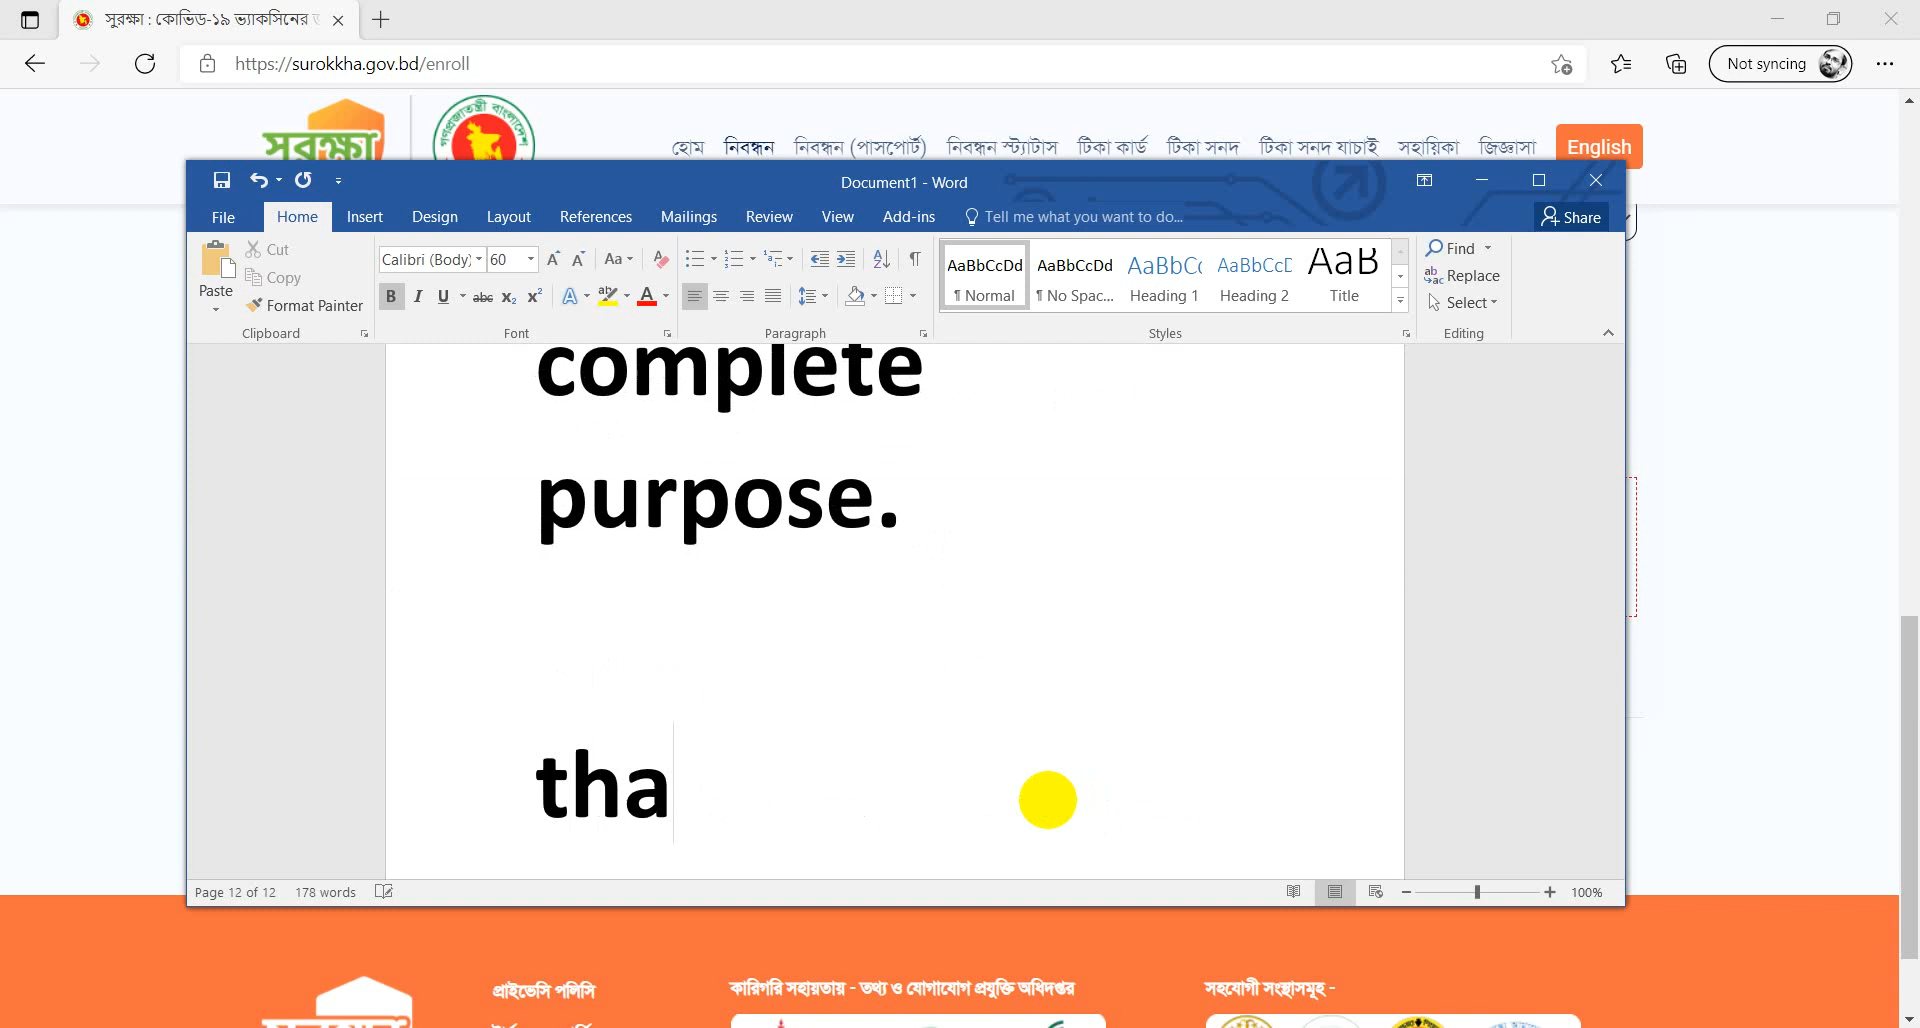 সুরক্ষা : কোভিড-১৯ ভ্যাকসিনের
https://surokkha.gov.bd/enroll
Not syncing
সুরক্ষা
গণপ্রজাতন্ত্রী বাংলাদেশ
হোম নিবন্ধন নিবন্ধন (পাসপোর্ট) নিবন্ধন স্ট্যাটাস টিকা কার্ড টিকা সনদ টিকা সনদ যাচাই সহায়িকা জিজ্ঞাসা English
Document1 - Word
File Home Insert Design Layout References Mailings Review View Add-ins Tell me what you want to do... Share
Paste
Cut
Copy
Format Painter
Clipboard
Calibri (Body) 60
Font
Paragraph
AaBbCcDd AaBbCcDd AaBbCc AaBbCcD AaB
¶ Normal ¶ No Spac... Heading 1 Heading 2 Title
Styles
Find
Replace
Select
Editing
complete
purpose.
tha
Page 12 of 12 178 words 100%
প্রাইভেসি পলিসি
কারিগরি সহায়তায় - তথ্য ও যোগাযোগ প্রযুক্তি অধিদপ্তর
সহযোগী সংস্থাসমূহ -